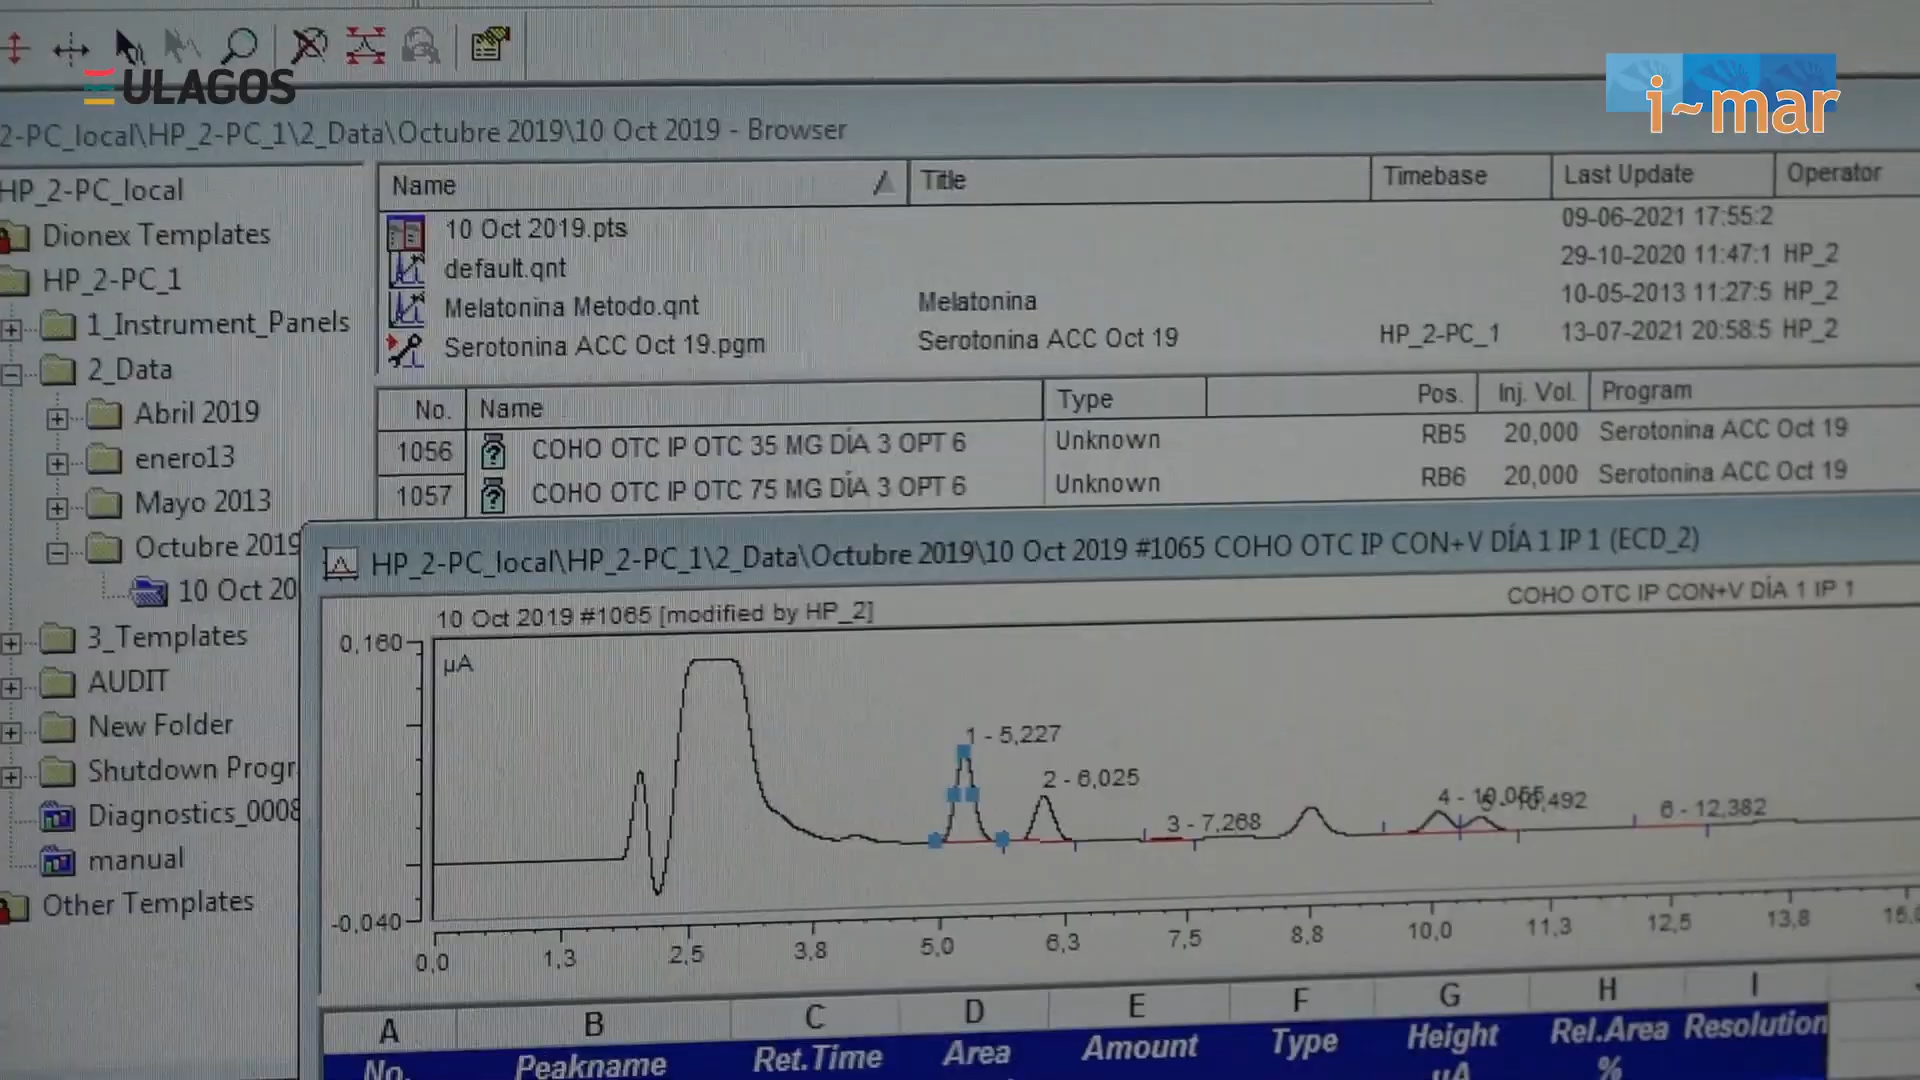 ULAGOS
i~mar
2-PC_local\HP_2-PC_1\2_Data\Octubre 2019\10 Oct 2019 - Browser
HP_2-PC_local
Dionex Templates
HP_2-PC_1
1_Instrument_Panels
2_Data
Abril 2019
enero13
Mayo 2013
Octubre 2019
10 Oct 20
3_Templates
AUDIT
New Folder
Shutdown Progr
Diagnostics_0008
manual
Other Templates
Name Title Timebase Last Update Operator
10 Oct 2019.pts 09-06-2021 17:55:2
default.qnt 29-10-2020 11:47:1 HP_2
Melatonina Metodo.qnt Melatonina 10-05-2013 11:27:5 HP_2
Serotonina ACC Oct 19.pgm Serotonina ACC Oct 19 HP_2-PC_1 13-07-2021 20:58:5 HP_2
No. Name Type Pos. Inj. Vol. Program
1056 COHO OTC IP OTC 35 MG DÍA 3 OPT 6 Unknown RB5 20,000 Serotonina ACC Oct 19
1057 COHO OTC IP OTC 75 MG DÍA 3 OPT 6 Unknown RB6 20,000 Serotonina ACC Oct 19
HP_2-PC_local\HP_2-PC_1\2_Data\Octubre 2019\10 Oct 2019 #1065 COHO OTC IP CON+V DÍA 1 IP 1 (ECD_2)
10 Oct 2019 #1065 [modified by HP_2] COHO OTC IP CON+V DÍA 1 IP 1
0,160
µA
1 - 5,227
2 - 6,025
3 - 7,268
4 - 10,055
6 - 12,382
-0,040
0,0 1,3 2,5 3,8 5,0 6,3 7,5 8,8 10,0 11,3 12,5 13,8
A B C D E F G H I
No. Peakname Ret.Time Area Amount Type Height Rel.Area Resolution
µA %